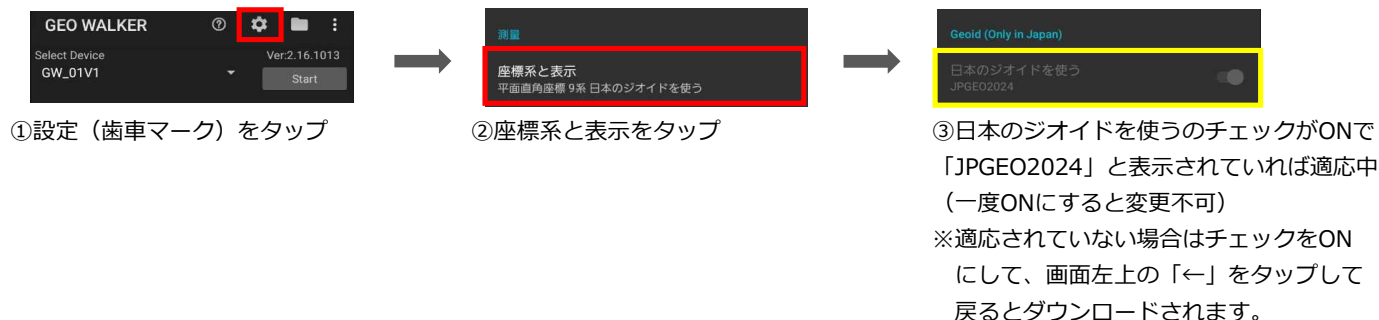 GEO WALKER
Select Device
Ver:2.16.1013
GW_01V1
Start
①設定（歯車マーク）をタップ
測量
座標系と表示
平面直角座標 9系 日本のジオイドを使う
②座標系と表示をタップ
Geoid (Only in Japan)
日本のジオイドを使う
JPGEO2024
③日本のジオイドを使うのチェックがONで
「JPGEO2024」と表示されていれば適応中
（一度ONにすると変更不可）
※適応されていない場合はチェックをON
にして、画面左上の「←」をタップして
戻るとダウンロードされます。